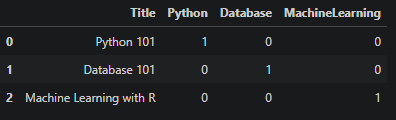 Title Python Database MachineLearning
0 Python 101 1 0 0
1 Database 101 0 1 0
2 Machine Learning with R 0 0 1